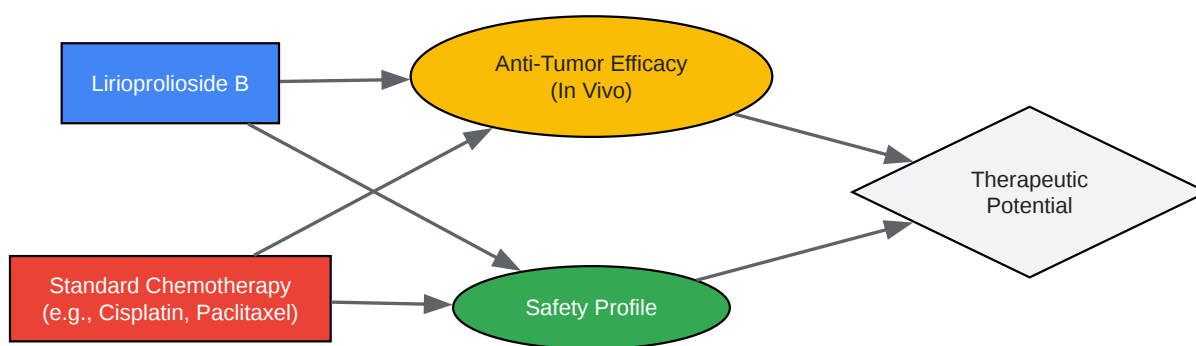 Lirioprolioside B
Anti-Tumor Efficacy
(In Vivo)
Therapeutic
Potential
Standard Chemotherapy
(e.g., Cisplatin, Paclitaxel)
Safety Profile